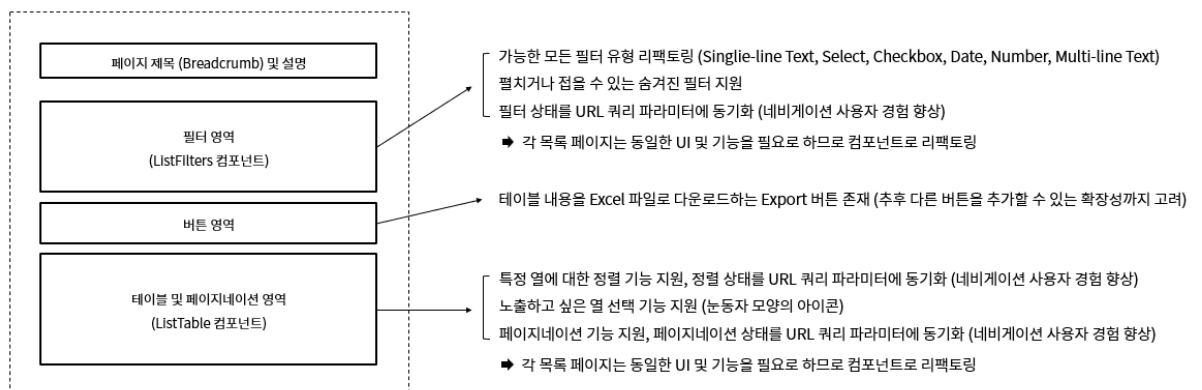 페이지 제목 (Breadcrumb) 및 설명
필터 영역
(ListFilters 컴포넌트)
버튼 영역
테이블 및 페이지네이션 영역
(ListTable 컴포넌트)
가능한 모든 필터 유형 리팩토링 (Singlie-line Text, Select, Checkbox, Date, Number, Multi-line Text)
펼치거나 접을 수 있는 숨겨진 필터 지원
필터 상태를 URL 쿼리 파라미터에 동기화 (네비게이션 사용자 경험 향상)
➡ 각 목록 페이지는 동일한 UI 및 기능을 필요로 하므로 컴포넌트로 리팩토링
테이블 내용을 Excel 파일로 다운로드하는 Export 버튼 존재 (추후 다른 버튼을 추가할 수 있는 확장성까지 고려)
특정 열에 대한 정렬 기능 지원, 정렬 상태를 URL 쿼리 파라미터에 동기화 (네비게이션 사용자 경험 향상)
노출하고 싶은 열 선택 기능 지원 (눈동자 모양의 아이콘)
페이지네이션 기능 지원, 페이지네이션 상태를 URL 쿼리 파라미터에 동기화 (네비게이션 사용자 경험 향상)
➡ 각 목록 페이지는 동일한 UI 및 기능을 필요로 하므로 컴포넌트로 리팩토링